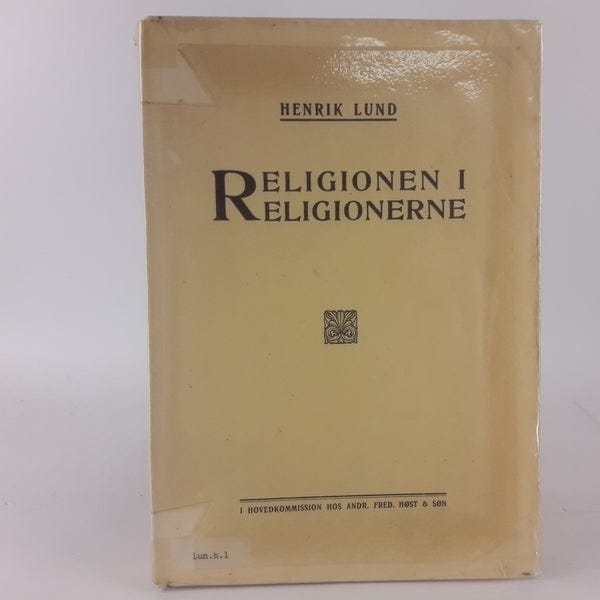 HENRIK LUND
RELIGIONEN I
RELIGIONERNE
I HOVEDKOMMISSION HOS ANDR. FRED. HØST & SØN
Lun.h.1